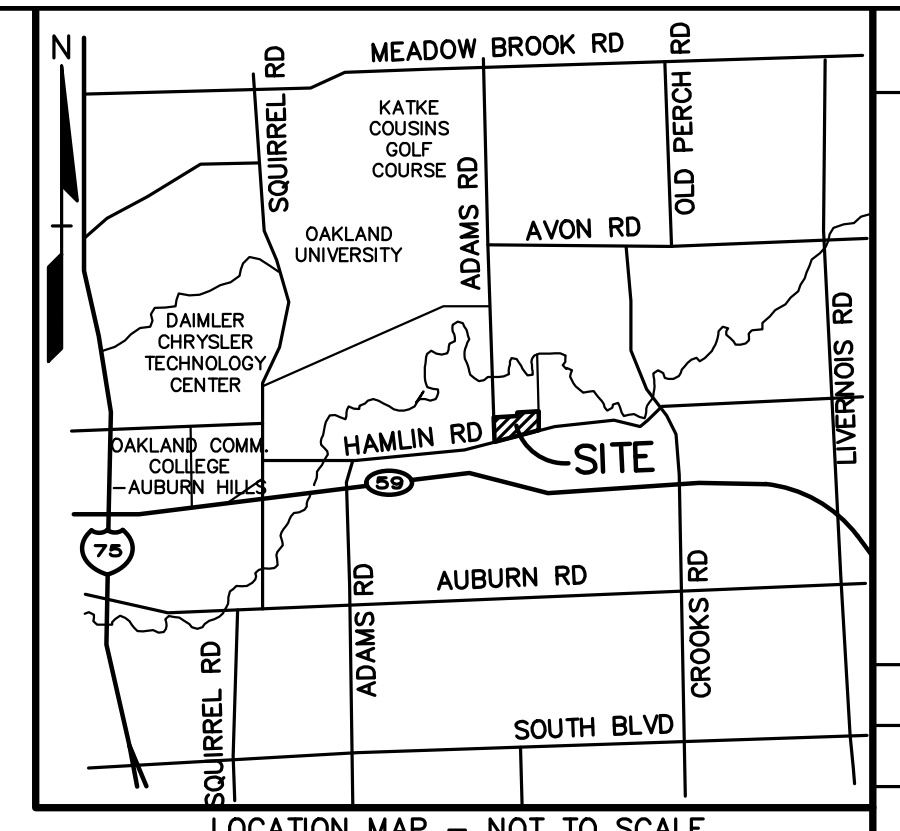 N
MEADOW BROOK RD
SQUIRREL RD
KATKE
COUSINS
GOLF
COURSE
ADAMS RD
OLD PERCH RD
AVON RD
OAKLAND
UNIVERSITY
DAIMLER
CHRYSLER
TECHNOLOGY
CENTER
LIVERNOIS RD
OAKLAND COMM.
COLLEGE
-AUBURN HILLS
HAMLIN RD
SITE
59
75
AUBURN RD
ADAMS RD
CROOKS RD
SQUIRREL RD
SOUTH BLVD
LOCATION MAP - NOT TO SCALE